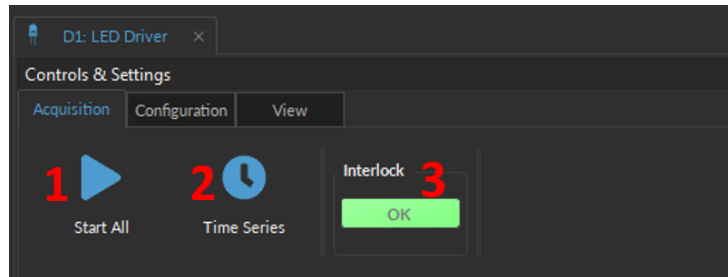 D1: LED Driver ×
Controls & Settings
Acquisition Configuration View
1 2 Interlock 3
OK
Start All Time Series